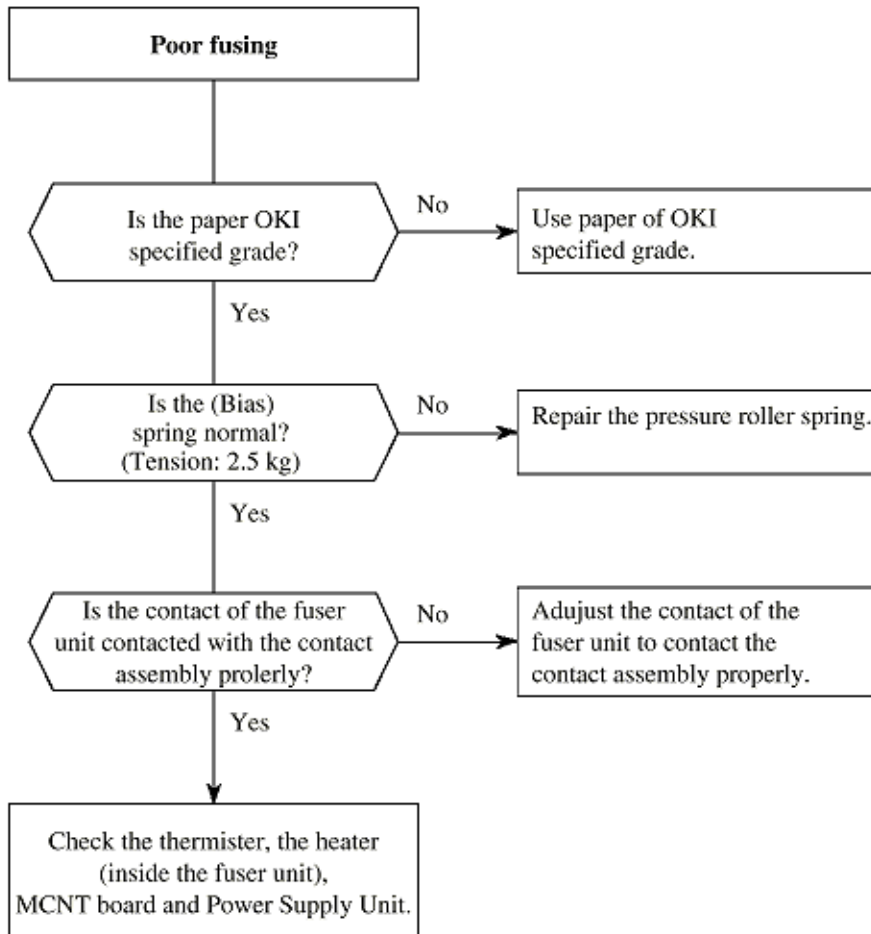 Poor fusing
Is the paper OKI
specified grade?
No
Use paper of OKI
specified grade.
Yes
Is the (Bias)
spring normal?
(Tension: 2.5 kg)
No
Repair the pressure roller spring.
Yes
Is the contact of the fuser
unit contacted with the contact
assembly prolerly?
No
Adujust the contact of the
fuser unit to contact the
contact assembly properly.
Yes
Check the thermister, the heater
(inside the fuser unit),
MCNT board and Power Supply Unit.